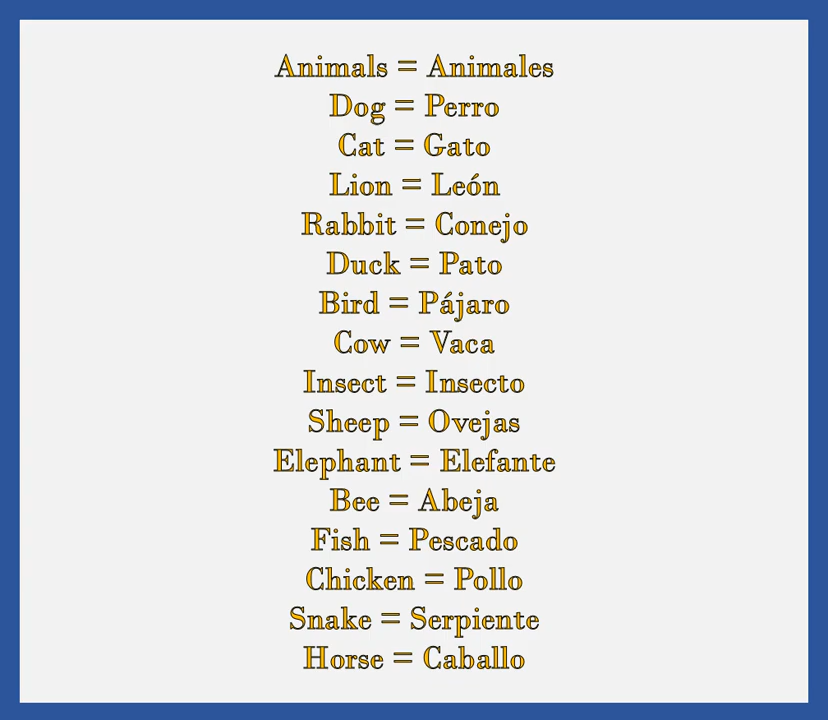 Animals = Animales
Dog = Perro
Cat = Gato
Lion = León
Rabbit = Conejo
Duck = Pato
Bird = Pájaro
Cow = Vaca
Insect = Insecto
Sheep = Ovejas
Elephant = Elefante
Bee = Abeja
Fish = Pescado
Chicken = Pollo
Snake = Serpiente
Horse = Caballo